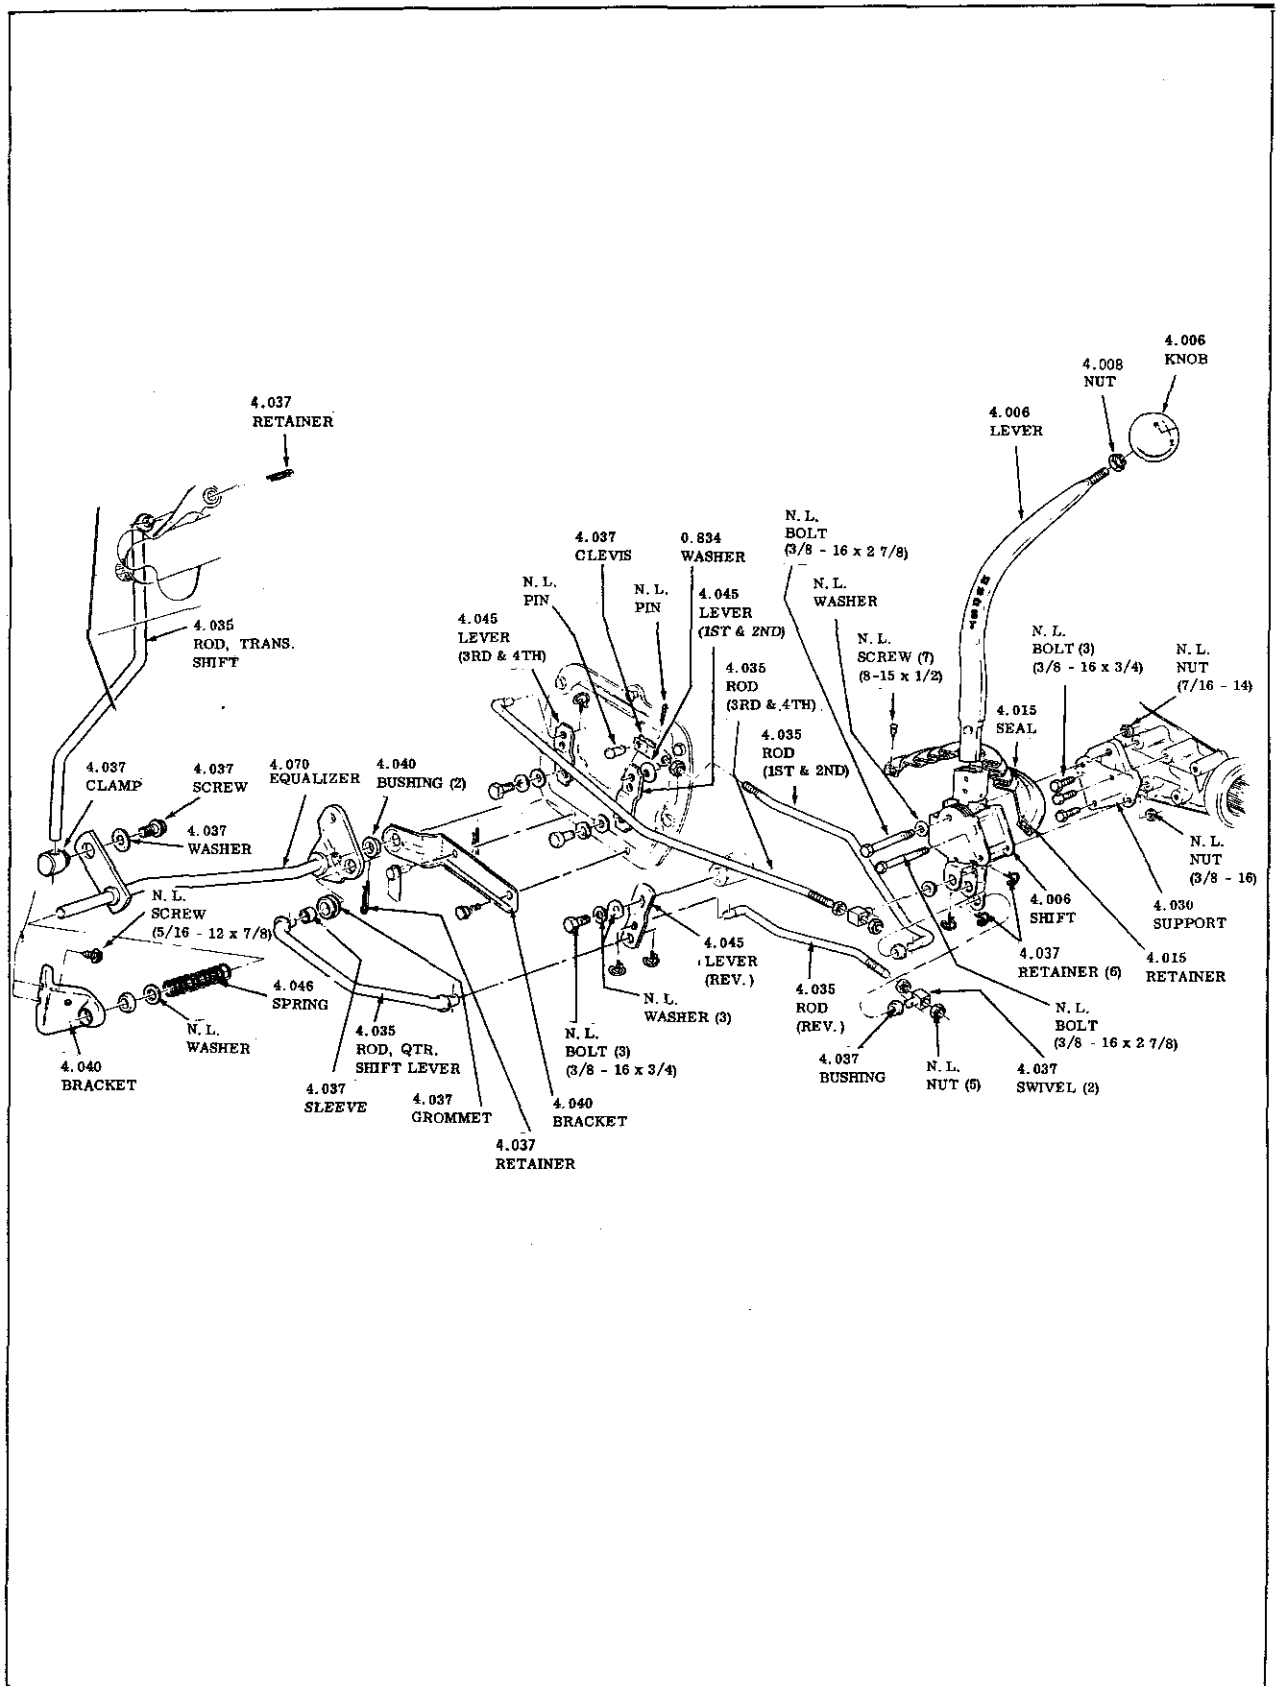 4.006
KNOB
4.008
NUT
4.006
LEVER
4.037
RETAINER
N. L.
BOLT
(3/8 - 16 x 2 7/8)
4.037
CLEVIS
0.834
WASHER
N. L.
PIN
N. L.
PIN
N. L.
WASHER
4.045
LEVER
(1ST & 2ND)
4.045
LEVER
(3RD & 4TH)
4.035
ROD, TRANS.
SHIFT
N. L.
SCREW (7)
(8-15 x 1/2)
N. L.
BOLT (3)
(3/8 - 16 x 3/4)
N. L.
NUT
(7/16 - 14)
4.035
ROD
(3RD & 4TH)
4.015
SEAL
4.035
ROD
(1ST & 2ND)
4.037
CLAMP
4.037
SCREW
4.070
EQUALIZER
4.040
BUSHING (2)
4.037
WASHER
N. L.
NUT
(3/8 - 16)
N. L.
SCREW
(5/16 - 12 x 7/8)
4.006
SHIFT
4.030
SUPPORT
4.045
LEVER
(REV.)
4.037
RETAINER (6)
4.015
RETAINER
4.046
SPRING
4.035
ROD
(REV.)
N. L.
WASHER (3)
N. L.
BOLT
(3/8 - 16 x 2 7/8)
N. L.
WASHER
4.035
ROD, QTR.
SHIFT LEVER
N. L.
BOLT (3)
(3/8 - 16 x 3/4)
4.037
BUSHING
N. L.
NUT (5)
4.037
SWIVEL (2)
4.040
BRACKET
4.037
SLEEVE
4.037
GROMMET
4.040
BRACKET
4.037
RETAINER